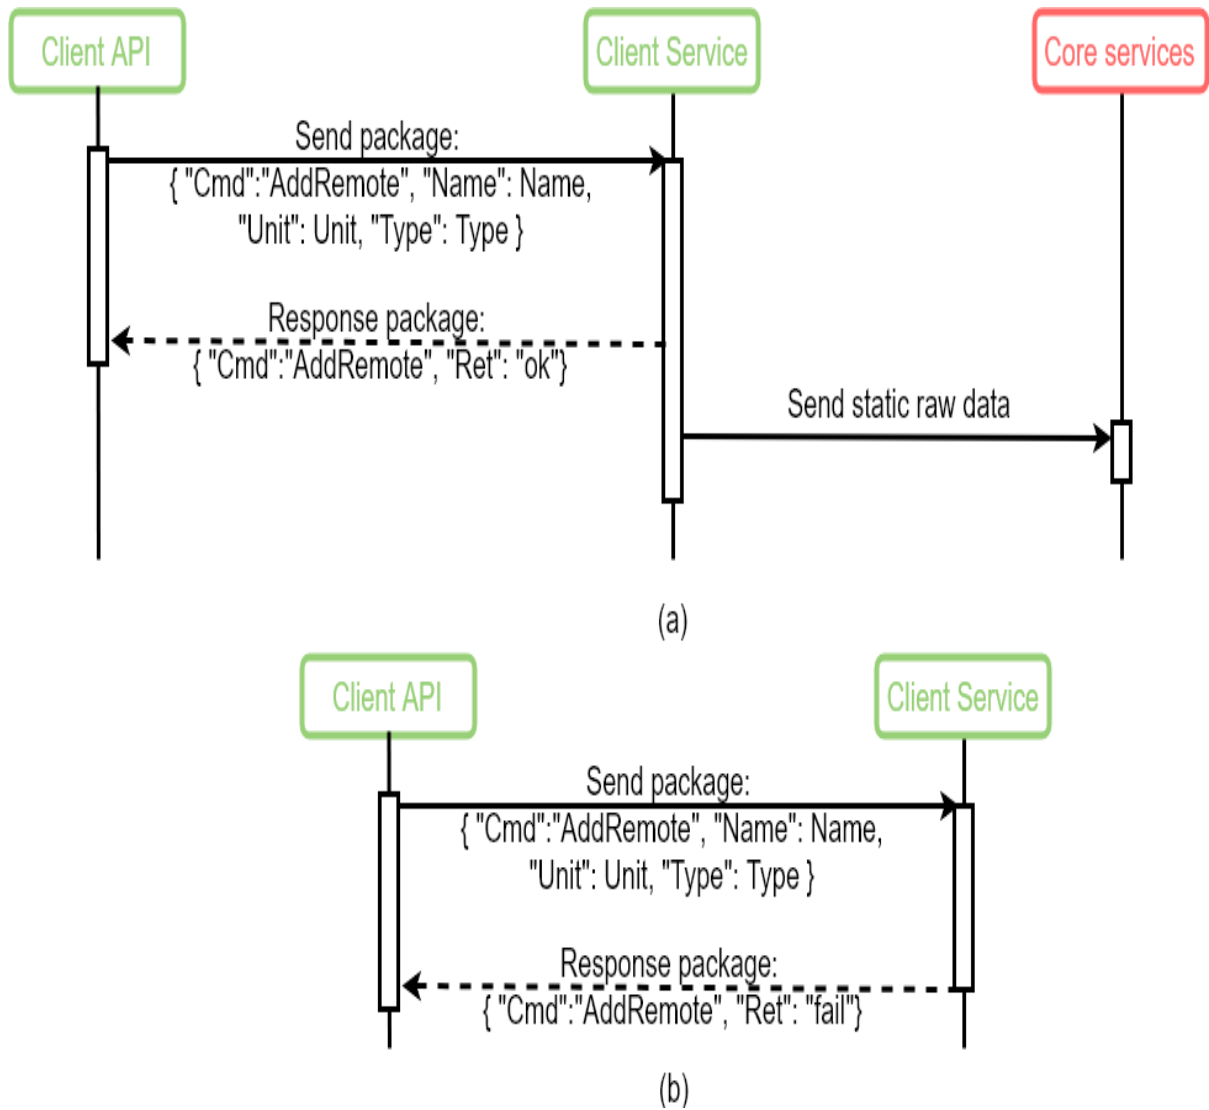 Client API
Client Service
Core services
Send package:
{ "Cmd":"AddRemote", "Name": Name,
"Unit": Unit, "Type": Type }
Response package:
{ "Cmd":"AddRemote", "Ret": "ok"}
Send static raw data
(a)
Client API
Client Service
Send package:
{ "Cmd":"AddRemote", "Name": Name,
"Unit": Unit, "Type": Type }
Response package:
{ "Cmd":"AddRemote", "Ret": "fail"}
(b)